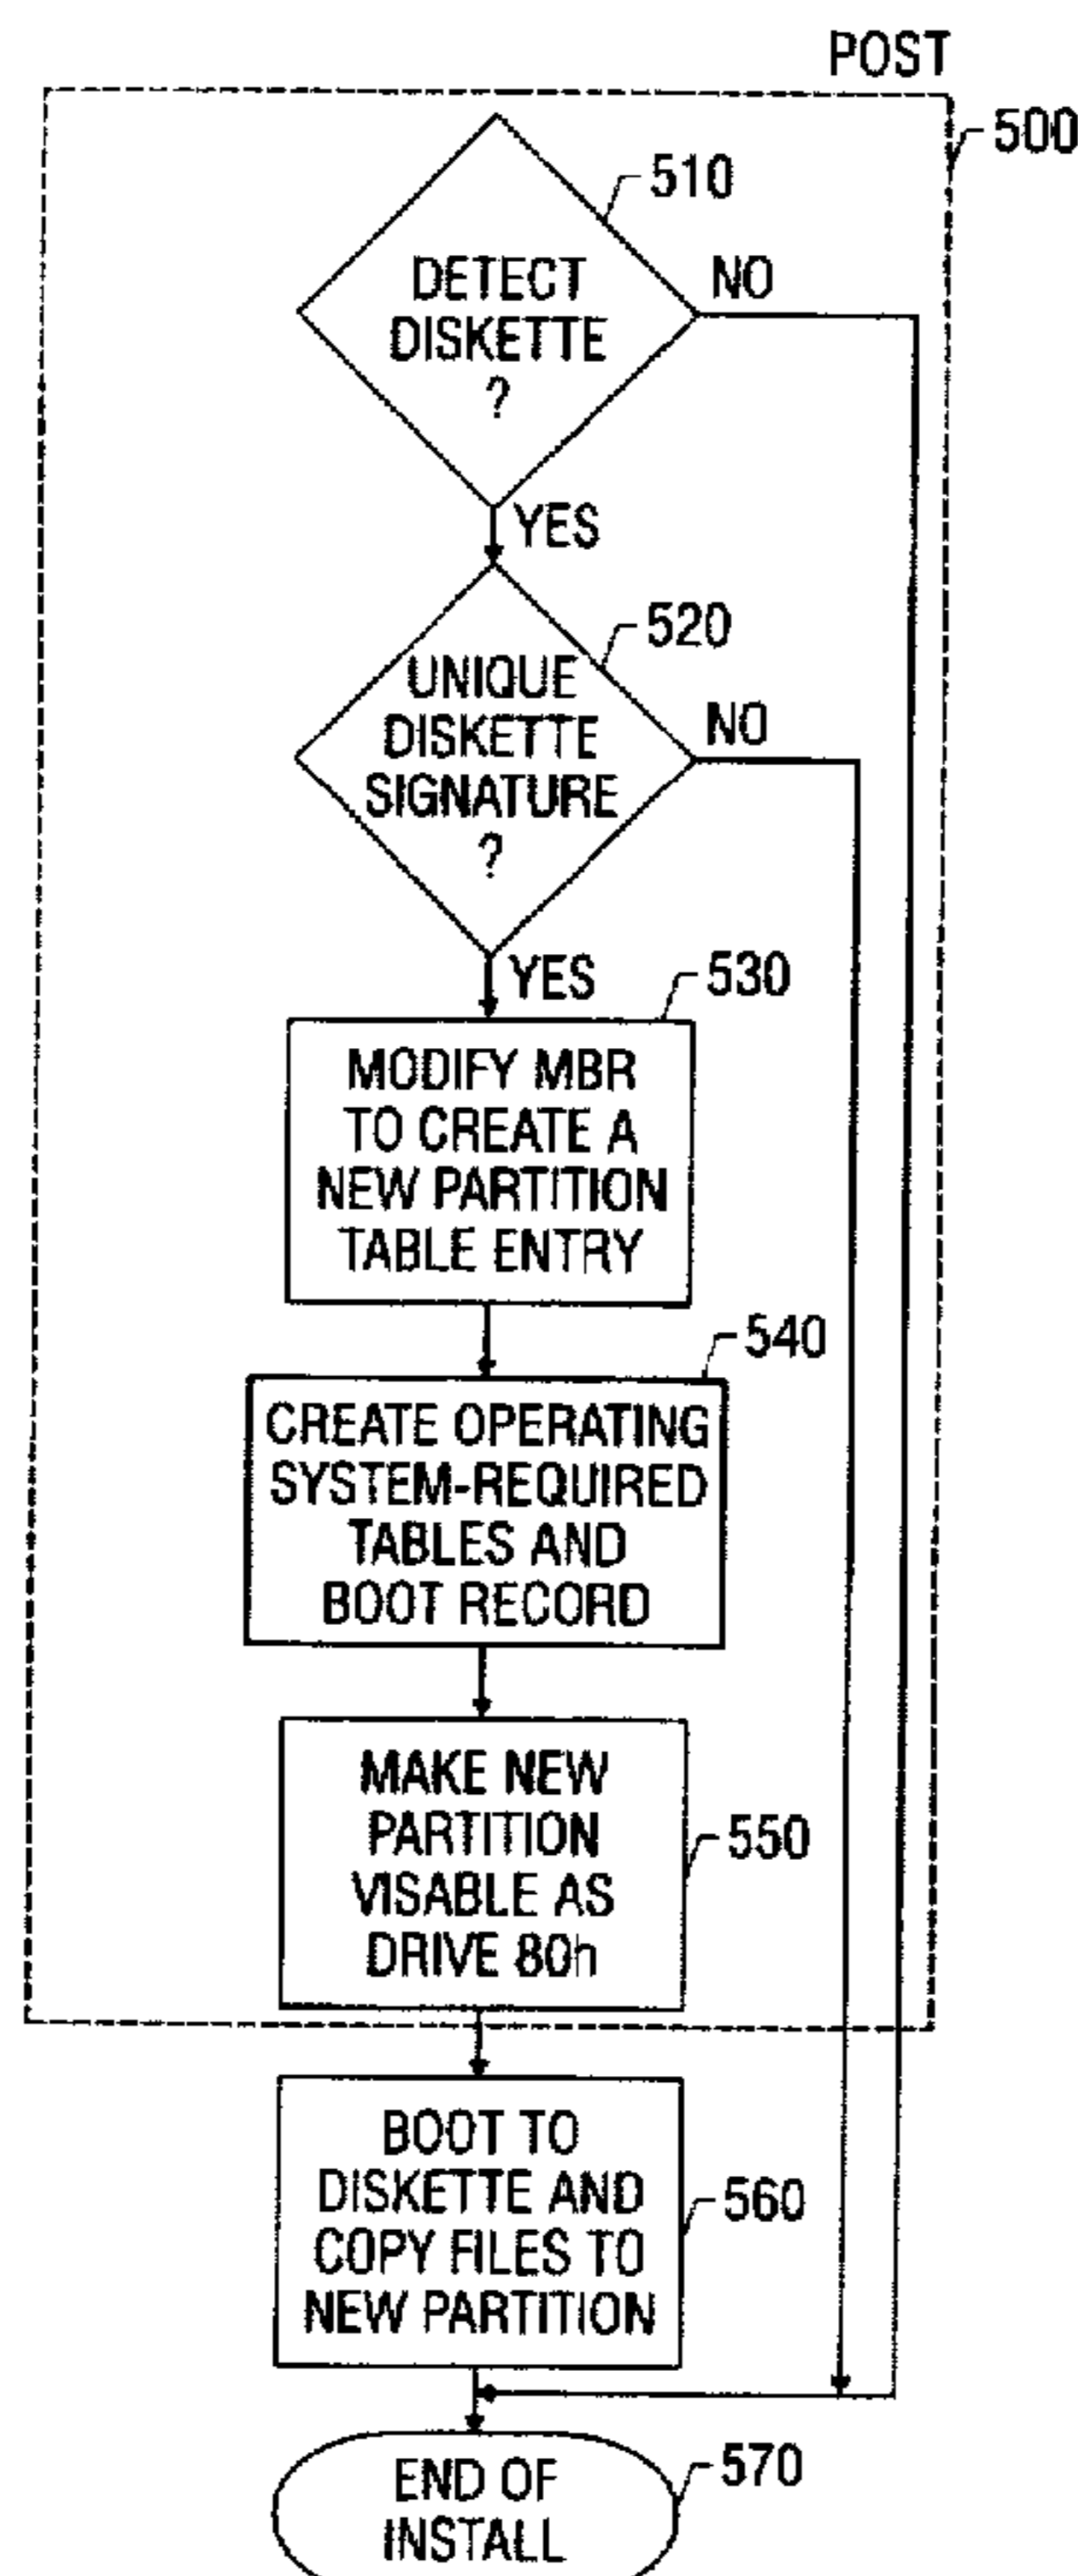 POST
500
510
DETECT
DISKETTE
?
NO
YES
520
UNIQUE
DISKETTE
SIGNATURE
?
NO
YES
530
MODIFY MBR
TO CREATE A
NEW PARTITION
TABLE ENTRY
540
CREATE OPERATING
SYSTEM-REQUIRED
TABLES AND
BOOT RECORD
MAKE NEW
PARTITION
VISABLE AS
DRIVE 80h
550
BOOT TO
DISKETTE AND
COPY FILES TO
NEW PARTITION
560
END OF
INSTALL
570